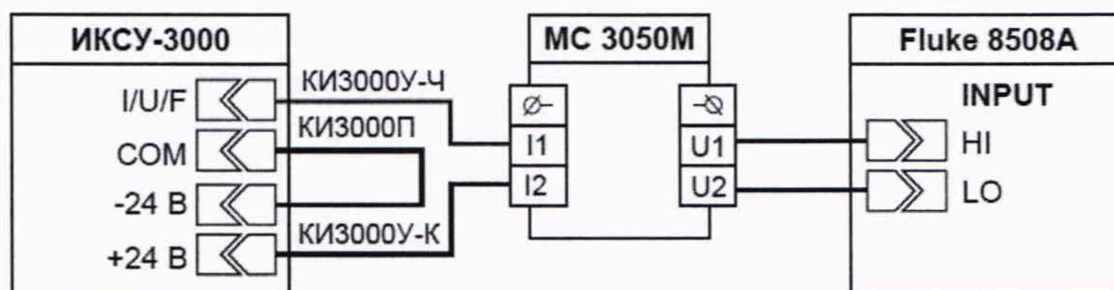 ИКСУ-3000
МС 3050М
Fluke 8508A
I/U/F
КИ3000У-Ч
INPUT
COM
КИ3000П
I1
U1
HI
-24 В
I2
U2
LO
+24 В
КИ3000У-К